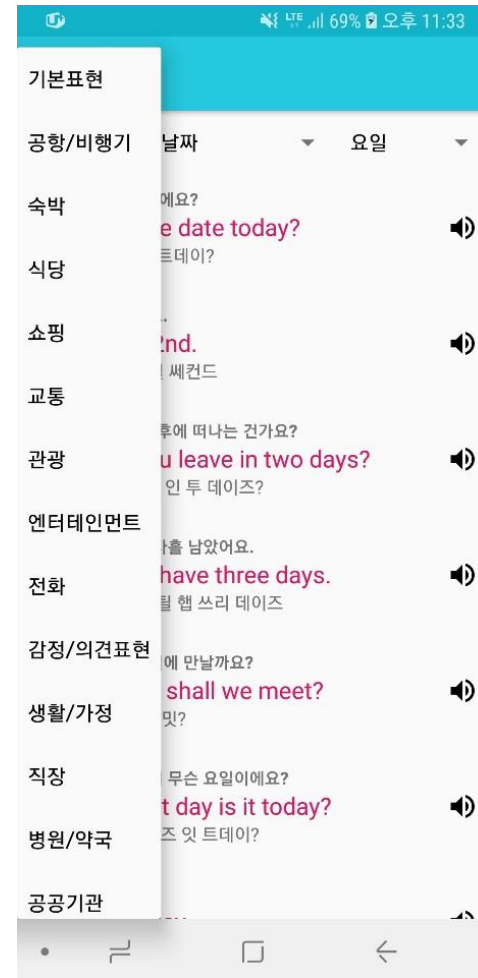 LTE 69% 오후 11:33
기본표현
공항/비행기
숙박
식당
쇼핑
교통
관광
엔터테인먼트
전화
감정/의견표현
생활/가정
직장
병원/약국
공공기관
날짜 요일
에요?
e date today?
트데이?
2nd.
쎄컨드
후에 떠나는 건가요?
u leave in two days?
인 투 데이즈?
남았어요.
have three days.
틸 햅 쓰리 데이즈
에 만날까요?
shall we meet?
밋?
무슨 요일이에요?
t day is it today?
즈 잇 트데이?